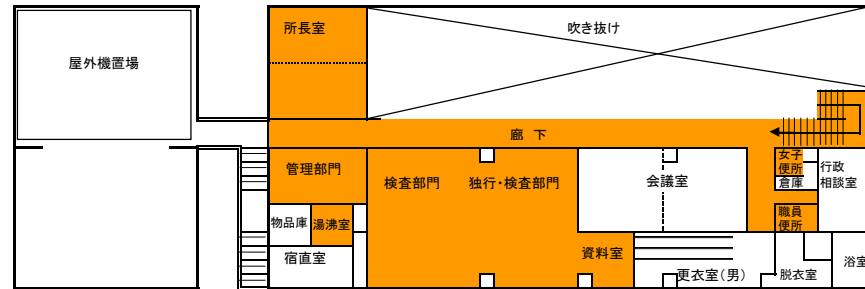 所長室
吹き抜け
屋外機置場
廊 下
管理部門
検査部門
独行・検査部門
会議室
女子
便所
倉庫
行政
相談室
物品庫
湯沸室
職員
便所
宿直室
資料室
更衣室(男)
脱衣室
浴室